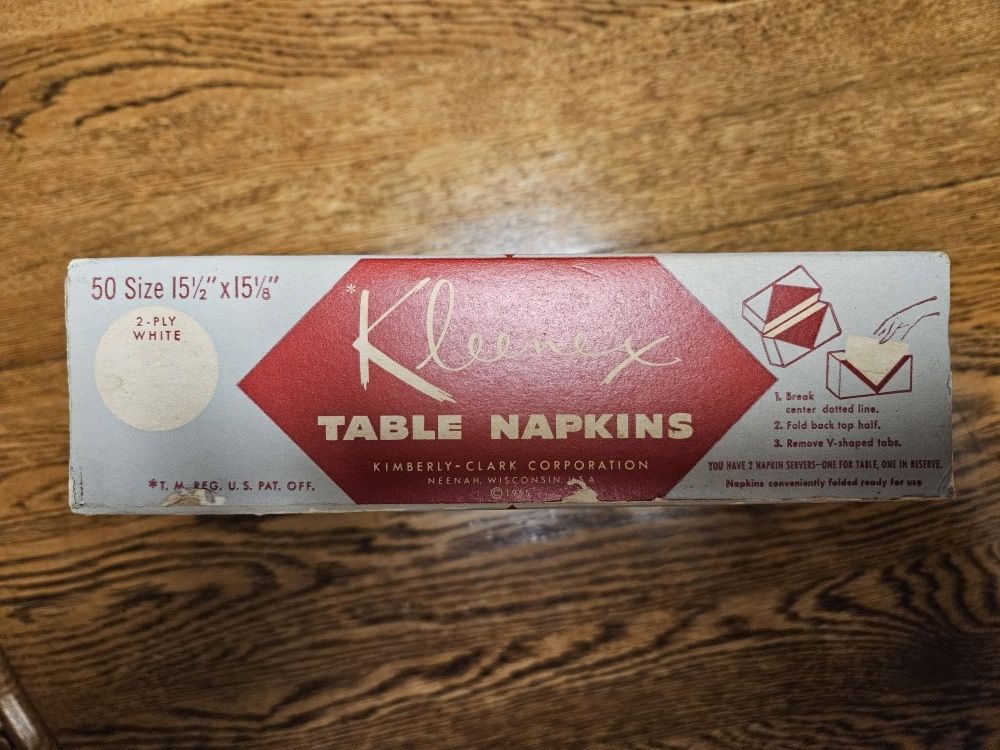 50 Size 15½" x 15⅛"
2-PLY
WHITE
*T. M. REG. U. S. PAT. OFF.
*Kleenex
TABLE NAPKINS
KIMBERLY-CLARK CORPORATION
NEENAH, WISCONSIN, U S A
© 1955
1. Break
center dotted line.
2. Fold back top half.
3. Remove V-shaped tabs.
YOU HAVE 2 NAPKIN SERVERS—ONE FOR TABLE, ONE IN RESERVE.
Napkins conveniently folded ready for use